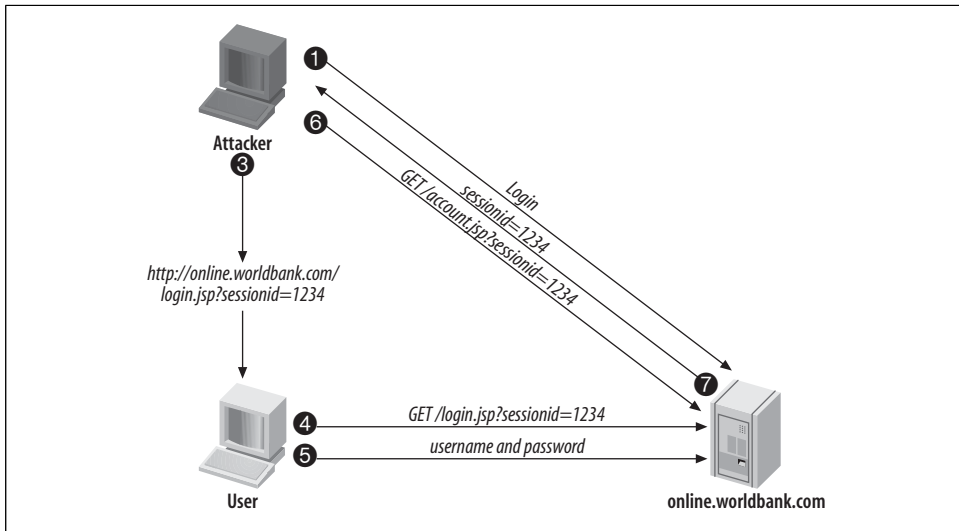 1
6
Attacker
3
Login
sessionid=1234
GET /account.jsp?sessionid=1234
http://online.worldbank.com/
login.jsp?sessionid=1234
7
4
GET /login.jsp?sessionid=1234
5
username and password
User
online.worldbank.com